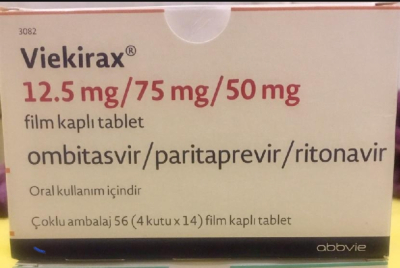 3082
Viekirax®
12.5 mg/75 mg/50 mg
film kaplı tablet
ombitasvir/paritaprevir/ritonavir
Oral kullanım içindir
Çoklu ambalaj 56 (4 kutu x 14) film kaplı tablet
abbvie